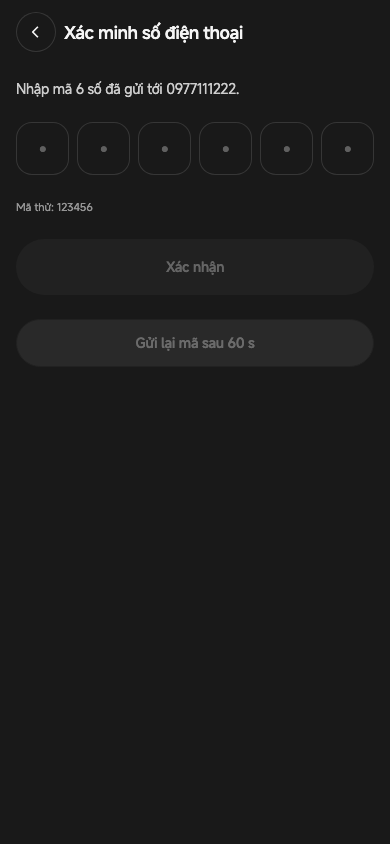 Xác minh số điện thoại
Nhập mã 6 số đã gửi tới 0977111222.
Mã thử: 123456
Xác nhận
Gửi lại mã sau 60 s